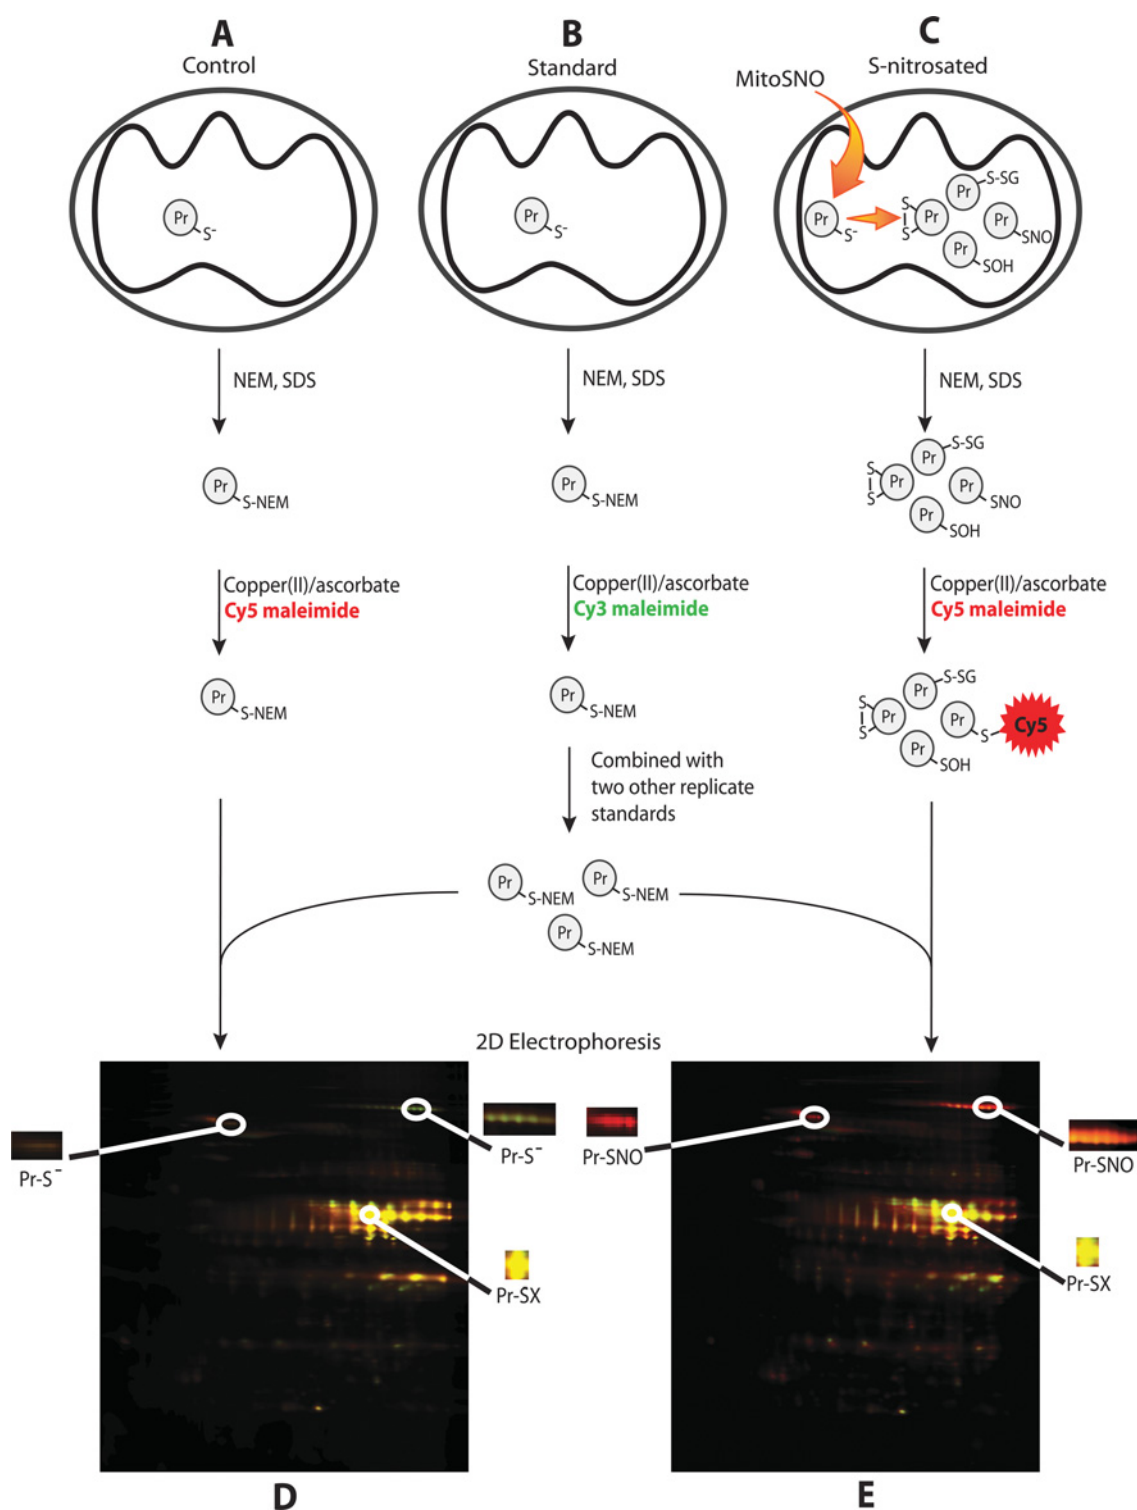 A
B
C
Control
Standard
S-nitrosated
MitoSNO
Pr
S-
Pr
S-
Pr
S-
S
S
Pr
Pr
S-SG
Pr
SNO
Pr
SOH
NEM, SDS
NEM, SDS
NEM, SDS
Pr
S-NEM
Pr
S-NEM
S
S
Pr
Pr
S-SG
Pr
SNO
Pr
SOH
Copper(II)/ascorbate
Cy5 maleimide
Copper(II)/ascorbate
Cy3 maleimide
Copper(II)/ascorbate
Cy5 maleimide
Pr
S-NEM
Pr
S-NEM
S
S
Pr
Pr
S-SG
Pr
S
Cy5
Pr
SOH
Combined with
two other replicate
standards
Pr
S-NEM
Pr
S-NEM
Pr
S-NEM
2D Electrophoresis
Pr-S⁻
Pr-S⁻
Pr-SX
Pr-SNO
Pr-SNO
Pr-SX
D
E